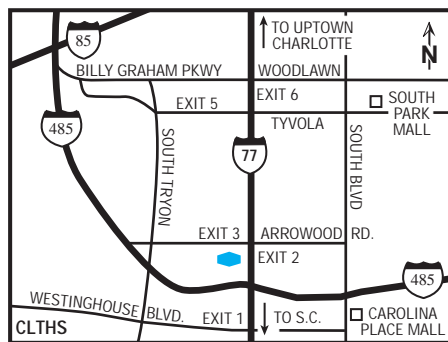 85
TO UPTOWN
CHARLOTTE
N
BILLY GRAHAM PKWY
WOODLAWN
EXIT 6
EXIT 5
SOUTH
PARK
MALL
TYVOLA
485
SOUTH TRYON
77
SOUTH BLVD
EXIT 3
ARROWOOD RD.
EXIT 2
485
WESTINGHOUSE BLVD.
EXIT 1
TO S.C.
CAROLINA
PLACE MALL
CLTHS